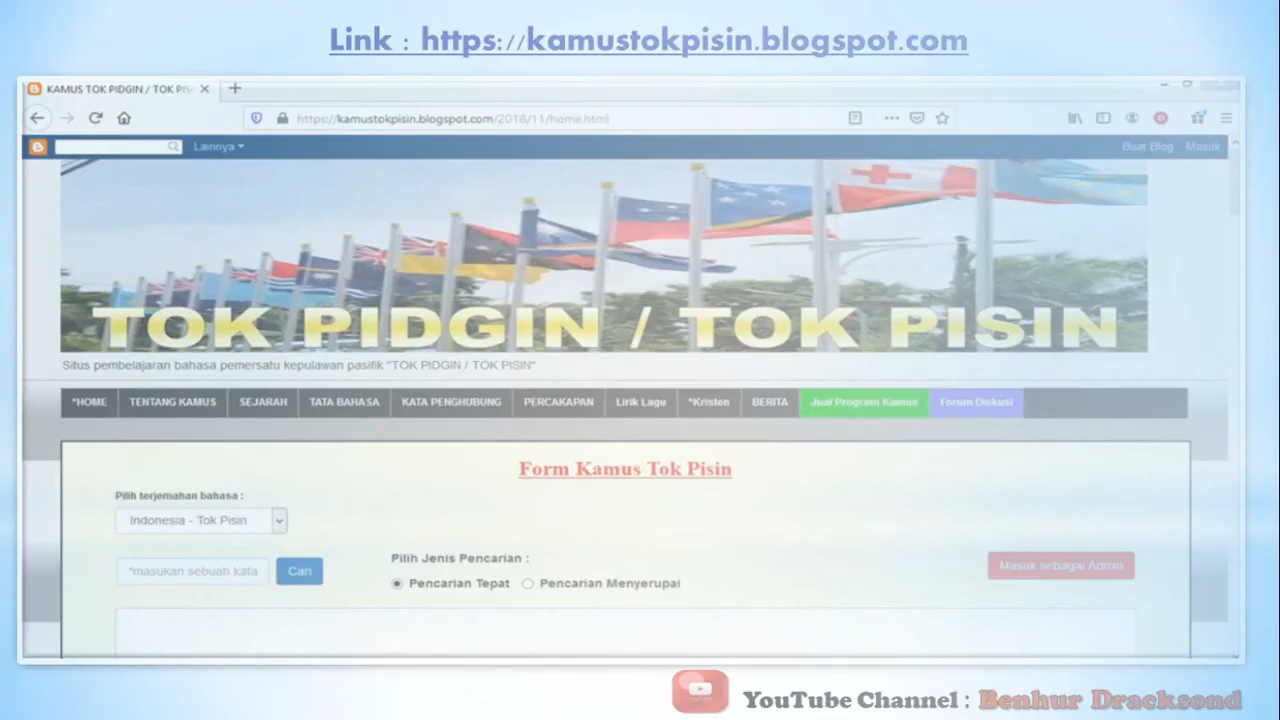 Link : https://kamustokpisin.blogspot.com
KAMUS TOK PIDGIN / TOK PIS
https://kamustokpisin.blogspot.com/2018/11/home.html
Lainnya
Buat Blog Masuk
TOK PIDGIN / TOK PISIN
Situs pembelajaran bahasa pemersatu kepulawan pasifik "TOK PIDGIN / TOK PISIN"
*HOME TENTANG KAMUS SEJARAH TATA BAHASA KATA PENGHUBUNG PERCAKAPAN Lirik Lagu *Kristen BERITA Jual Program Kamus Forum Diskusi
Form Kamus Tok Pisin
Pilih terjemahan bahasa :
Indonesia - Tok Pisin
Pilih Jenis Pencarian :
*masukan sebuah kata Cari
Pencarian Tepat Pencarian Menyerupai
Masuk sebagai Admin
YouTube Channel : Benhur Dracksond